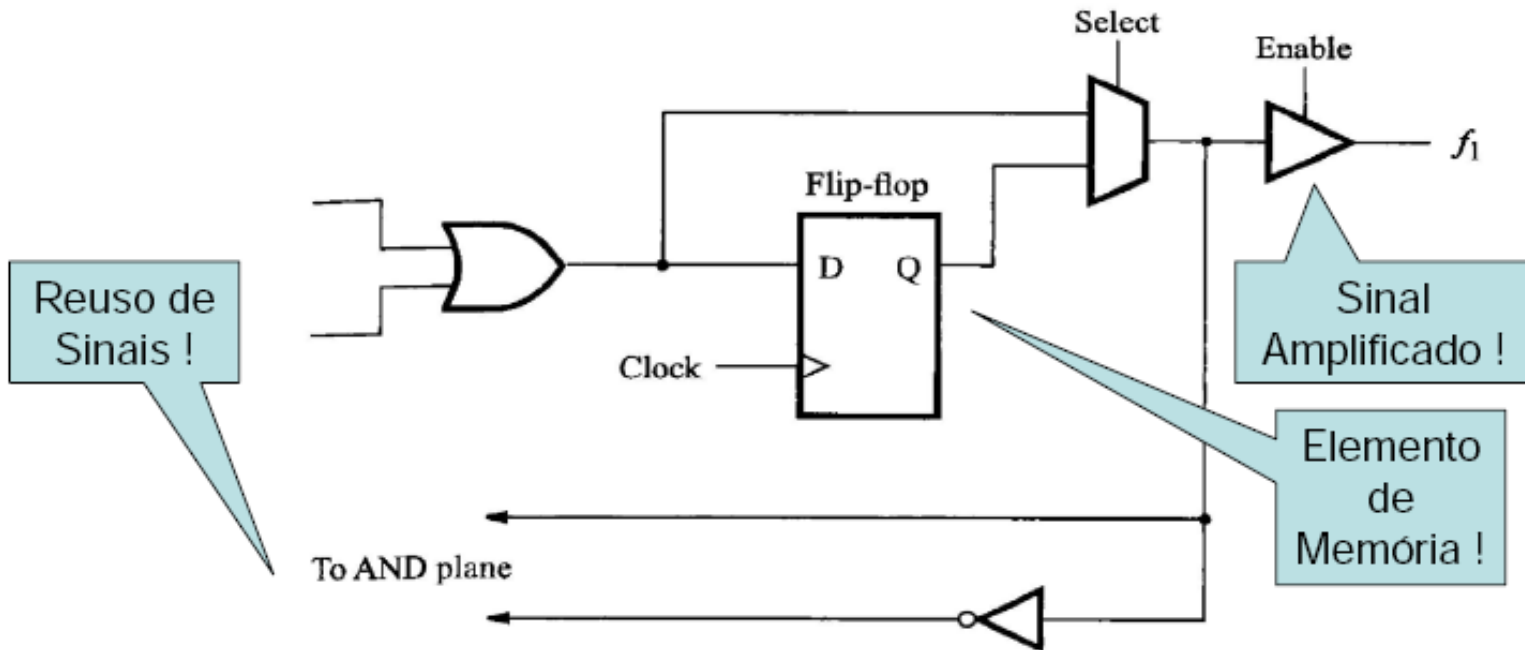 Select
Enable
f₁
Flip-flop
D Q
Clock
Reuso de
Sinais !
Sinal
Amplificado !
Elemento
de
Memória !
To AND plane